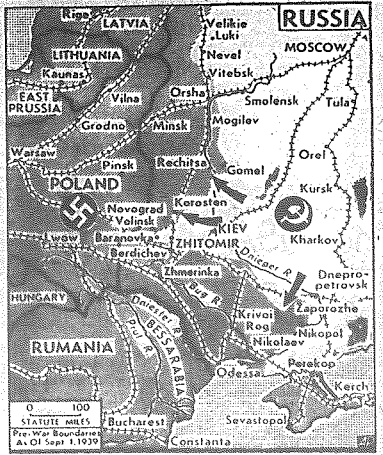 RUSSIA
Riga
LATVIA
Velikie
Luki
Nevel
MOSCOW
LITHUANIA
Kaunas
Vitebsk
EAST
PRUSSIA
Vilna
Orsha
Smolensk
Tula
Grodno
Minsk
Mogilev
Warsaw
Pinsk
Rechitsa
Orel
Gomel
POLAND
Kursk
Novograd
Volinsk
Korosten
KIEV
Kharkov
Lwow
Baranovka
ZHITOMIR
Berdichev
Dnieper R.
Zhmerinka
Dnepro-
petrovsk
HUNGARY
Dniester R.
Bug R.
Krivoi
Rog
Zaporozhe
Prut R.
BESSARABIA
Nikopol
RUMANIA
Nikolaev
Odessa
Perekop
Kerch
0 100
STATUTE MILES
Pre-War Boundaries
As Of Sept 1, 1939
Bucharest
Sevastopol
Constanta